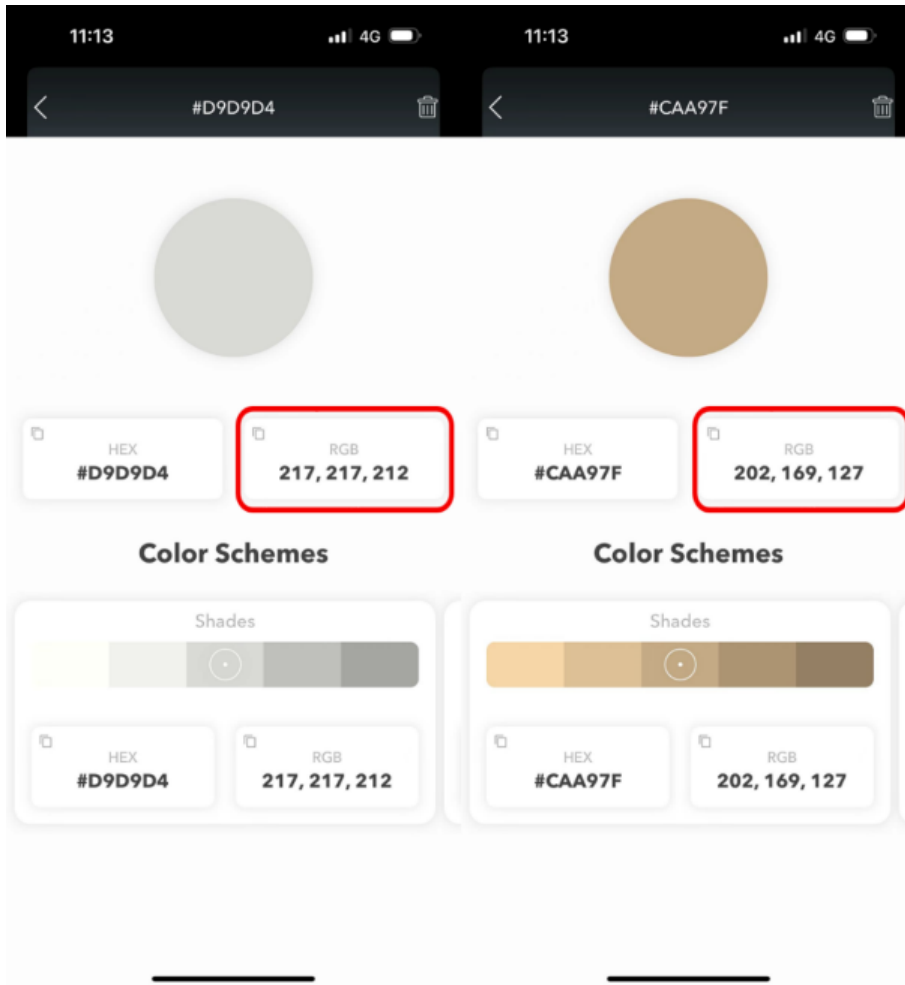 11:13 4G
#D9D9D4
HEX RGB
#D9D9D4 217, 217, 212
Color Schemes
Shades
HEX RGB
#D9D9D4 217, 217, 212
11:13 4G
#CAA97F
HEX RGB
#CAA97F 202, 169, 127
Color Schemes
Shades
HEX RGB
#CAA97F 202, 169, 127